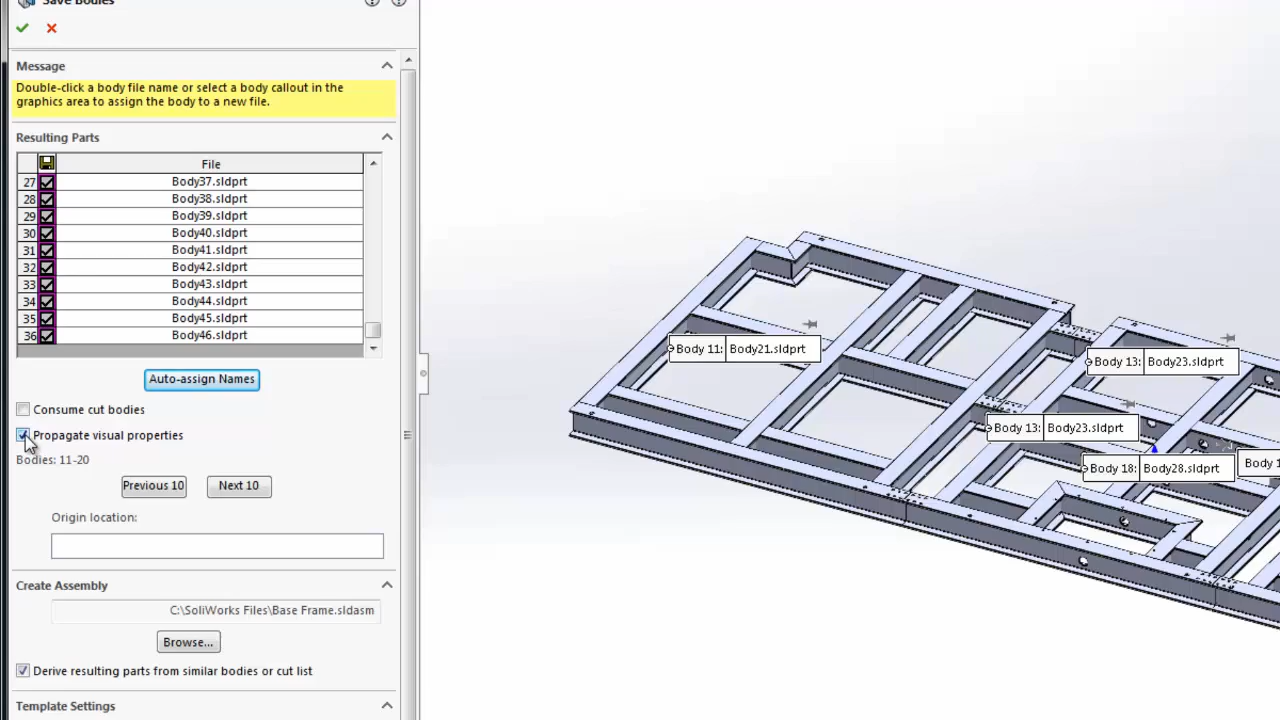 Save Bodies
Message
Double-click a body file name or select a body callout in the
graphics area to assign the body to a new file.
Resulting Parts
File
27 Body37.sldprt
28 Body38.sldprt
29 Body39.sldprt
30 Body40.sldprt
31 Body41.sldprt
32 Body42.sldprt
33 Body43.sldprt
34 Body44.sldprt
35 Body45.sldprt
36 Body46.sldprt
Auto-assign Names
Consume cut bodies
Propagate visual properties
Bodies: 11-20
Previous 10 Next 10
Origin location:
Create Assembly
C:\SoliWorks Files\Base Frame.sldasm
Browse...
Derive resulting parts from similar bodies or cut list
Template Settings
Body 11: Body21.sldprt
Body 13: Body23.sldprt
Body 13: Body23.sldprt
Body 18: Body28.sldprt
Body 1